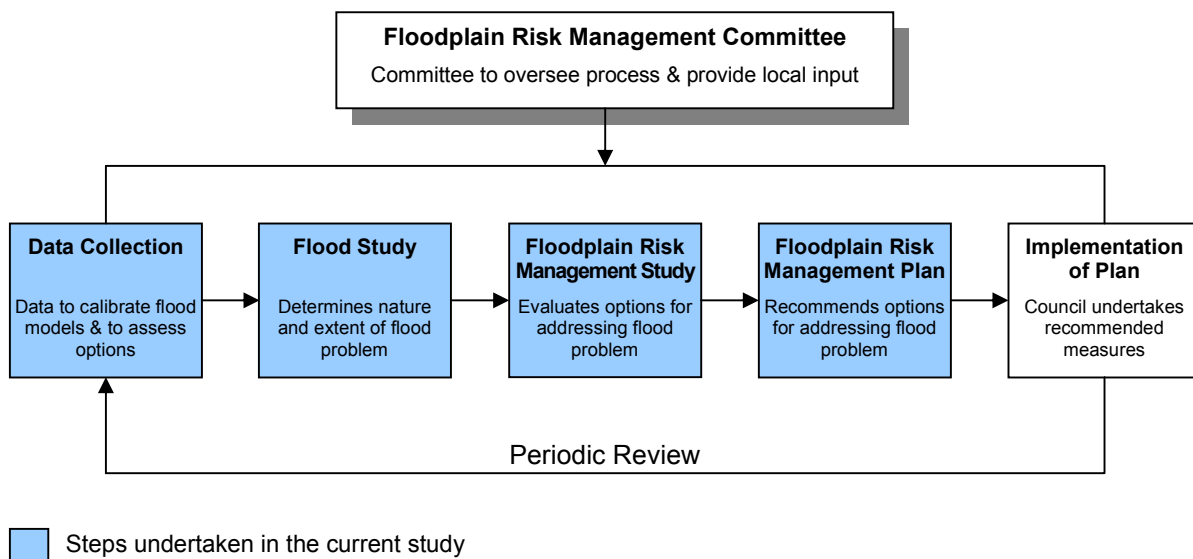 Floodplain Risk Management Committee
Committee to oversee process & provide local input
Data Collection
Data to calibrate flood
models & to assess
options
Flood Study
Determines nature
and extent of flood
problem
Floodplain Risk
Management Study
Evaluates options for
addressing flood
problem
Floodplain Risk
Management Plan
Recommends options
for addressing flood
problem
Implementation
of Plan
Council undertakes
recommended
measures
Periodic Review
Steps undertaken in the current study